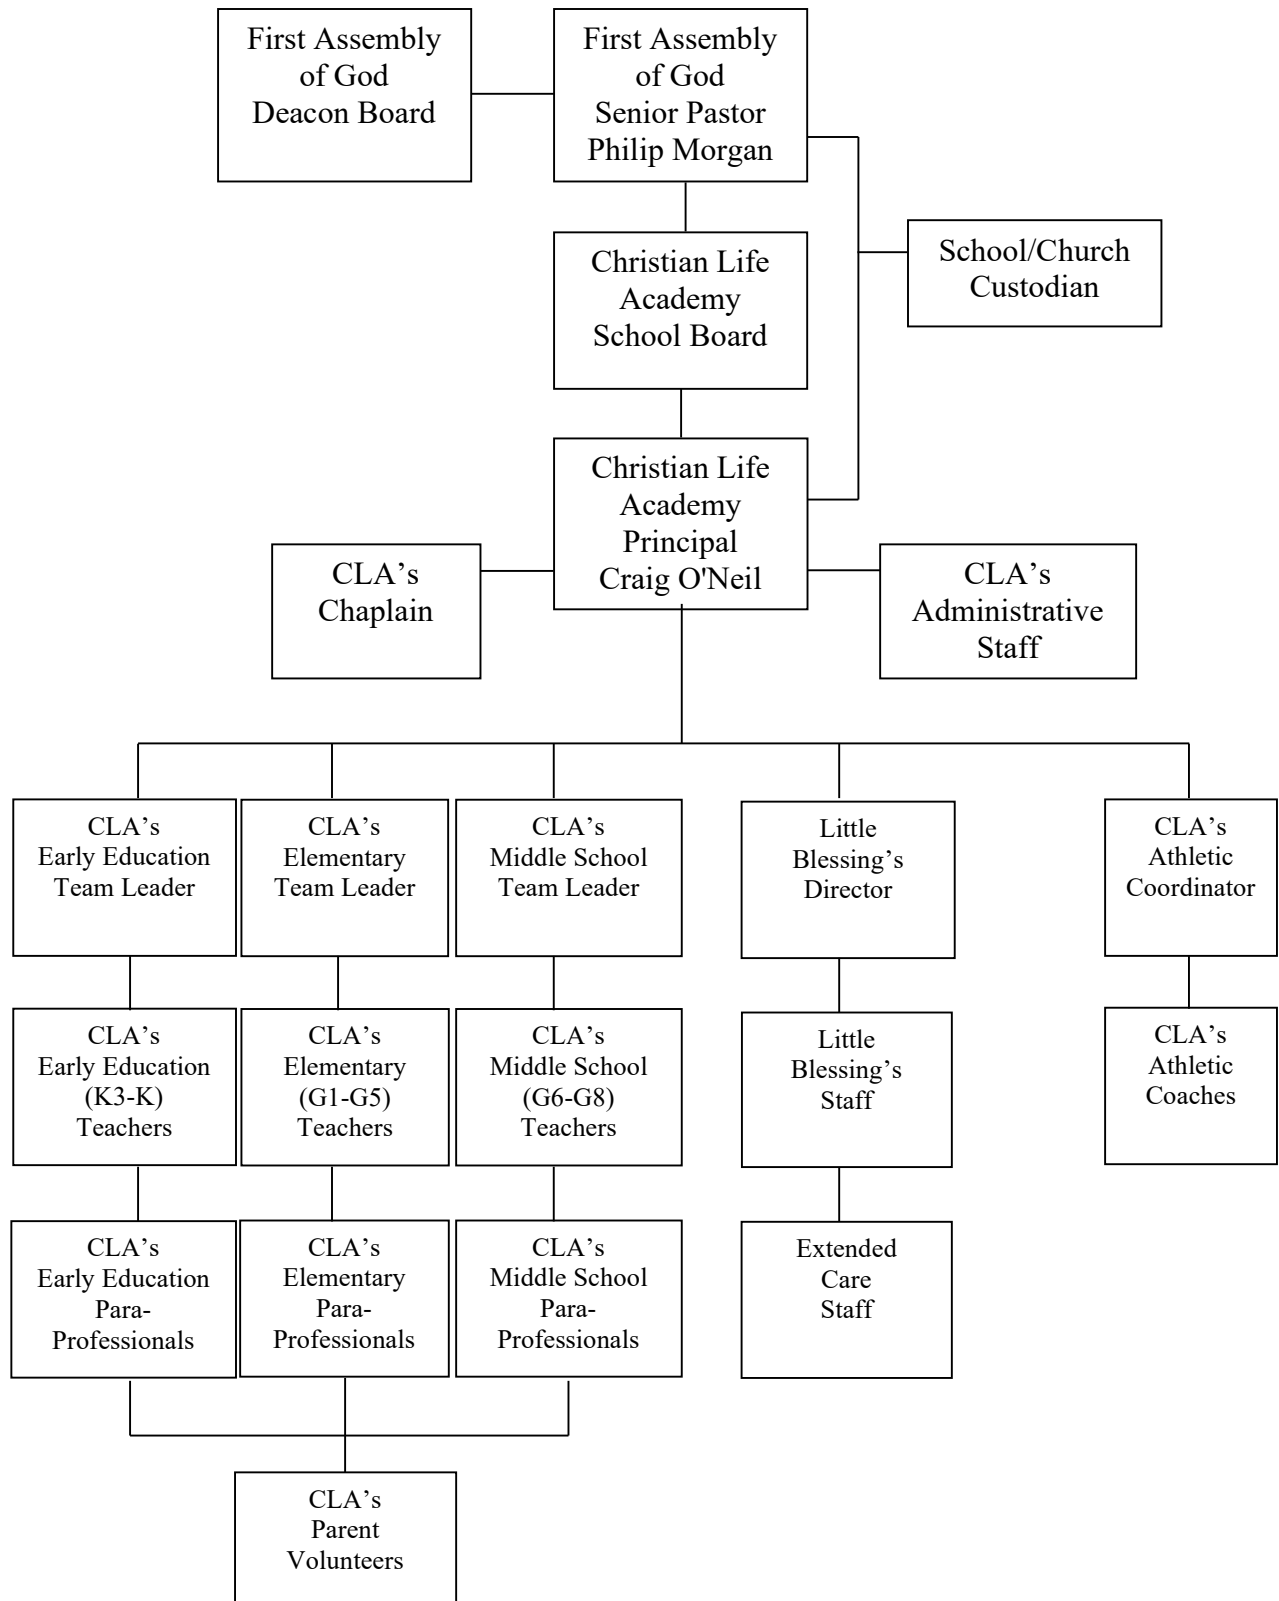 First Assembly
of God
Deacon Board
First Assembly
of God
Senior Pastor
Philip Morgan
School/Church
Custodian
Christian Life
Academy
School Board
Christian Life
Academy
Principal
Craig O'Neil
CLA’s
Chaplain
CLA’s
Administrative
Staff
CLA’s
Early Education
Team Leader
CLA’s
Elementary
Team Leader
CLA’s
Middle School
Team Leader
Little
Blessing’s
Director
CLA’s
Athletic
Coordinator
CLA’s
Early Education
(K3-K)
Teachers
CLA’s
Elementary
(G1-G5)
Teachers
CLA’s
Middle School
(G6-G8)
Teachers
Little
Blessing’s
Staff
CLA’s
Athletic
Coaches
CLA’s
Early Education
Para-
Professionals
CLA’s
Elementary
Para-
Professionals
CLA’s
Middle School
Para-
Professionals
Extended
Care
Staff
CLA’s
Parent
Volunteers